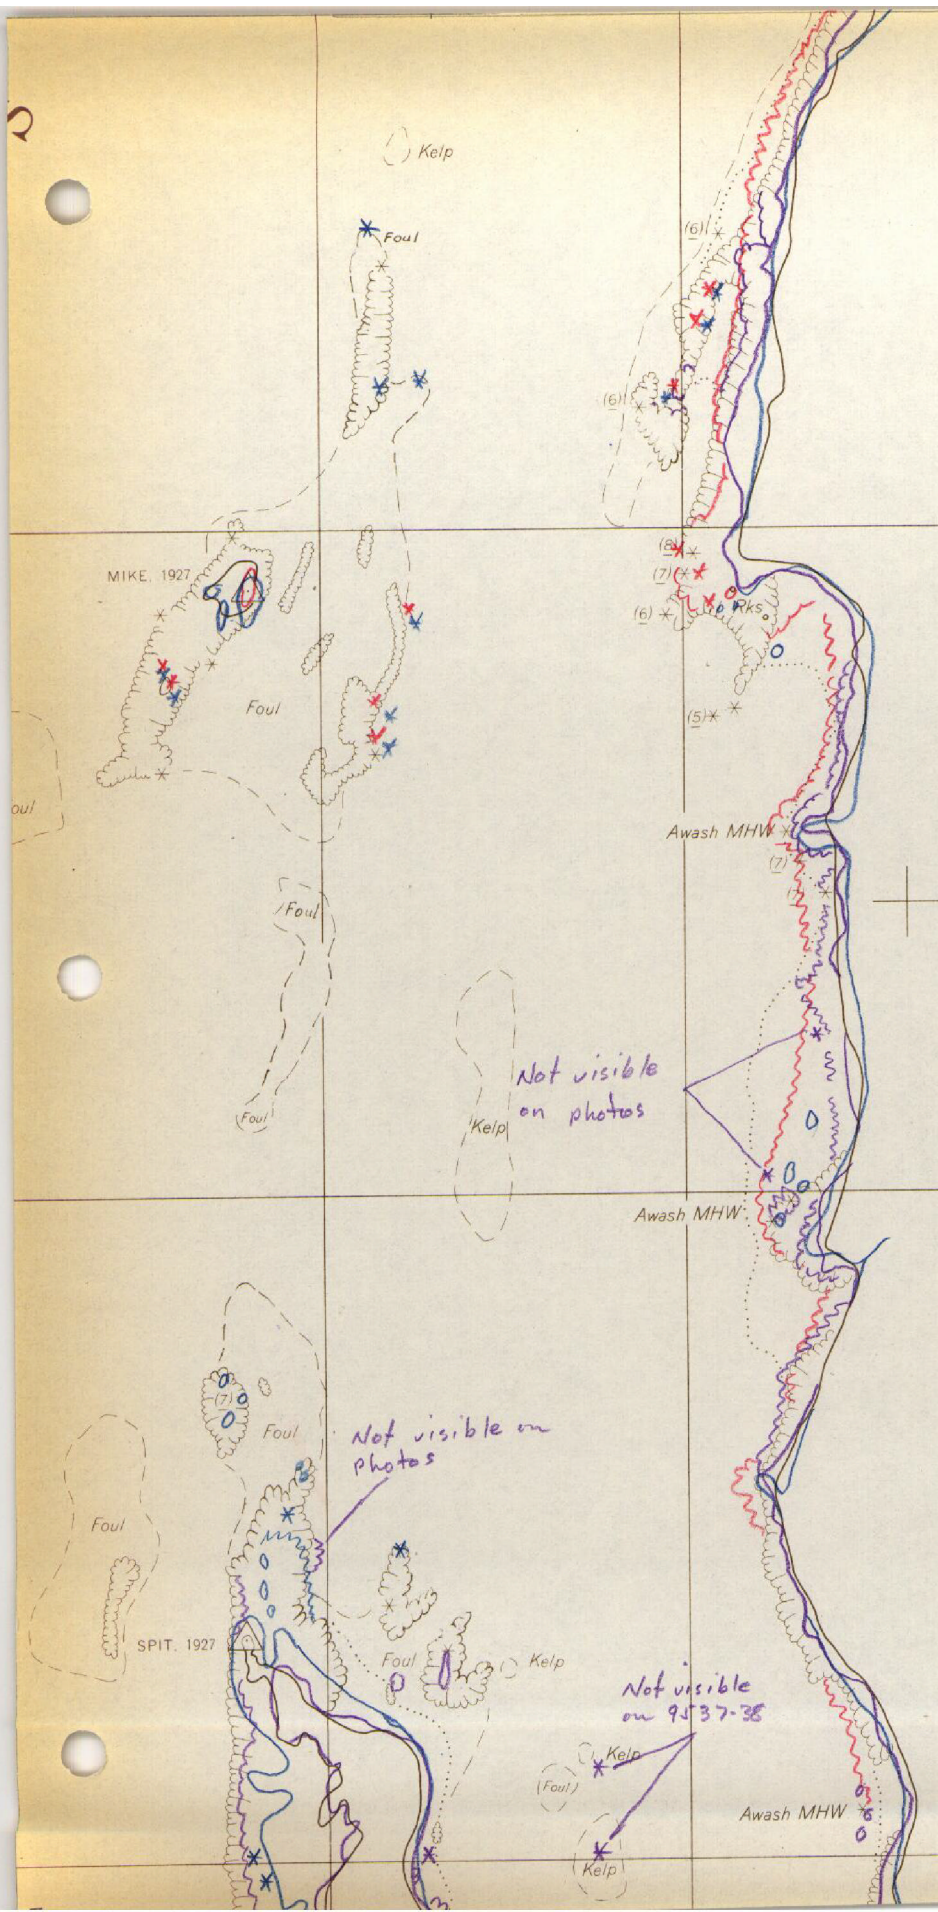 S
Kelp
Foul
(6)
(6)
(8)
MIKE, 1927
(7)
(6)
Rks.
Foul
(5)
oul
Awash MHW
(7)
Foul
Not visible
on photos
Foul
Kelp
Awash MHW
(7)
Foul
Not visible on
photos
Foul
SPIT, 1927
Foul
Kelp
Not visible
on 9537-38
Kelp
(Foul)
Awash MHW
Kelp